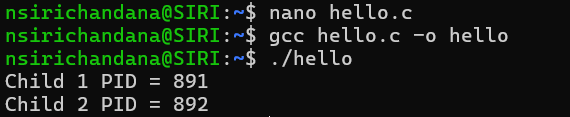 nsirichandana@SIRI:~$ nano hello.c
nsirichandana@SIRI:~$ gcc hello.c -o hello
nsirichandana@SIRI:~$ ./hello
Child 1 PID = 891
Child 2 PID = 892